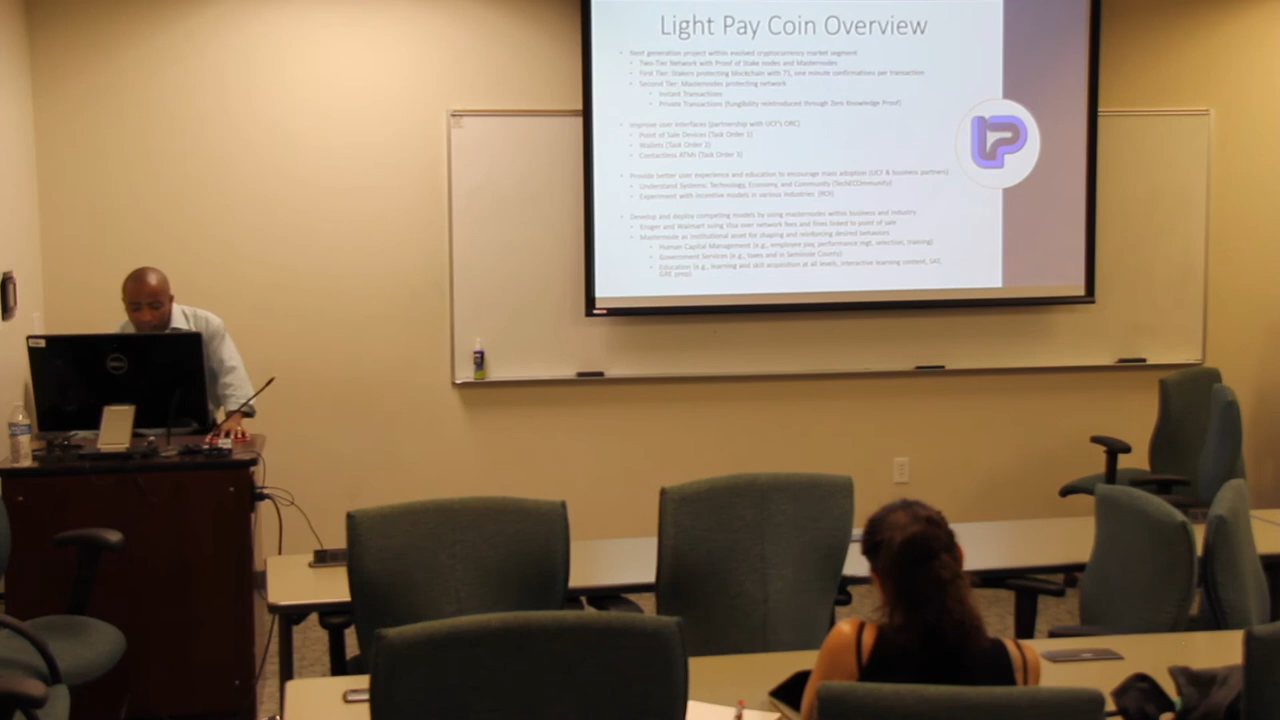 Light Pay Coin Overview
Next generation project within evolved cryptocurrency market segment
Two-Tier Network with Proof of Stake nodes and Masternodes
First Tier: Stakers protecting blockchain with 71, one minute confirmations per transaction
Second Tier: Masternodes protecting network
Instant Transactions
Private Transactions (fungibility reintroduced through Zero Knowledge Proof)
Improve user interfaces (partnership with UCF's ORC)
Point of Sale Devices (Task Order 1)
Wallets (Task Order 2)
Contactless ATMs (Task Order 3)
Provide better user experience and education to encourage mass adoption (UCF & business partners)
Understand Systems: Technology, Economy, and Community (TechECOmmunity)
Experiment with incentive models in various industries (ROI)
Develop and deploy competing models by using masternodes within business and industry
Kroger and Walmart using Visa over network fees and fines linked to point of sale
Masternode as institutional asset for shaping and reinforcing desired behaviors
Human Capital Management (e.g., employee pay, performance mgt, selection, training)
Government Services (e.g., taxes and in Seminole County)
Education (e.g., learning and skill acquisition at all levels, interactive learning content, SAT,
GRE prep)
LP
DELL